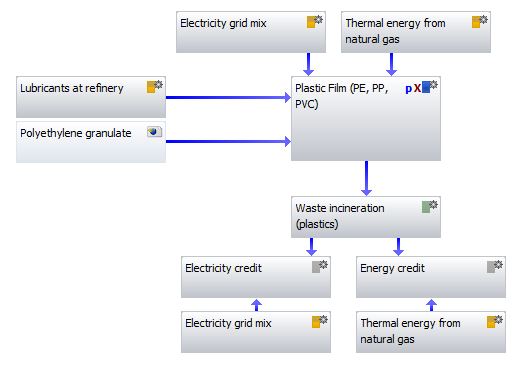 Electricity grid mix
Thermal energy from
natural gas
Lubricants at refinery
Plastic Film (PE, PP,
PVC)
pX
Polyethylene granulate
Waste incineration
(plastics)
Electricity credit
Energy credit
Electricity grid mix
Thermal energy from
natural gas